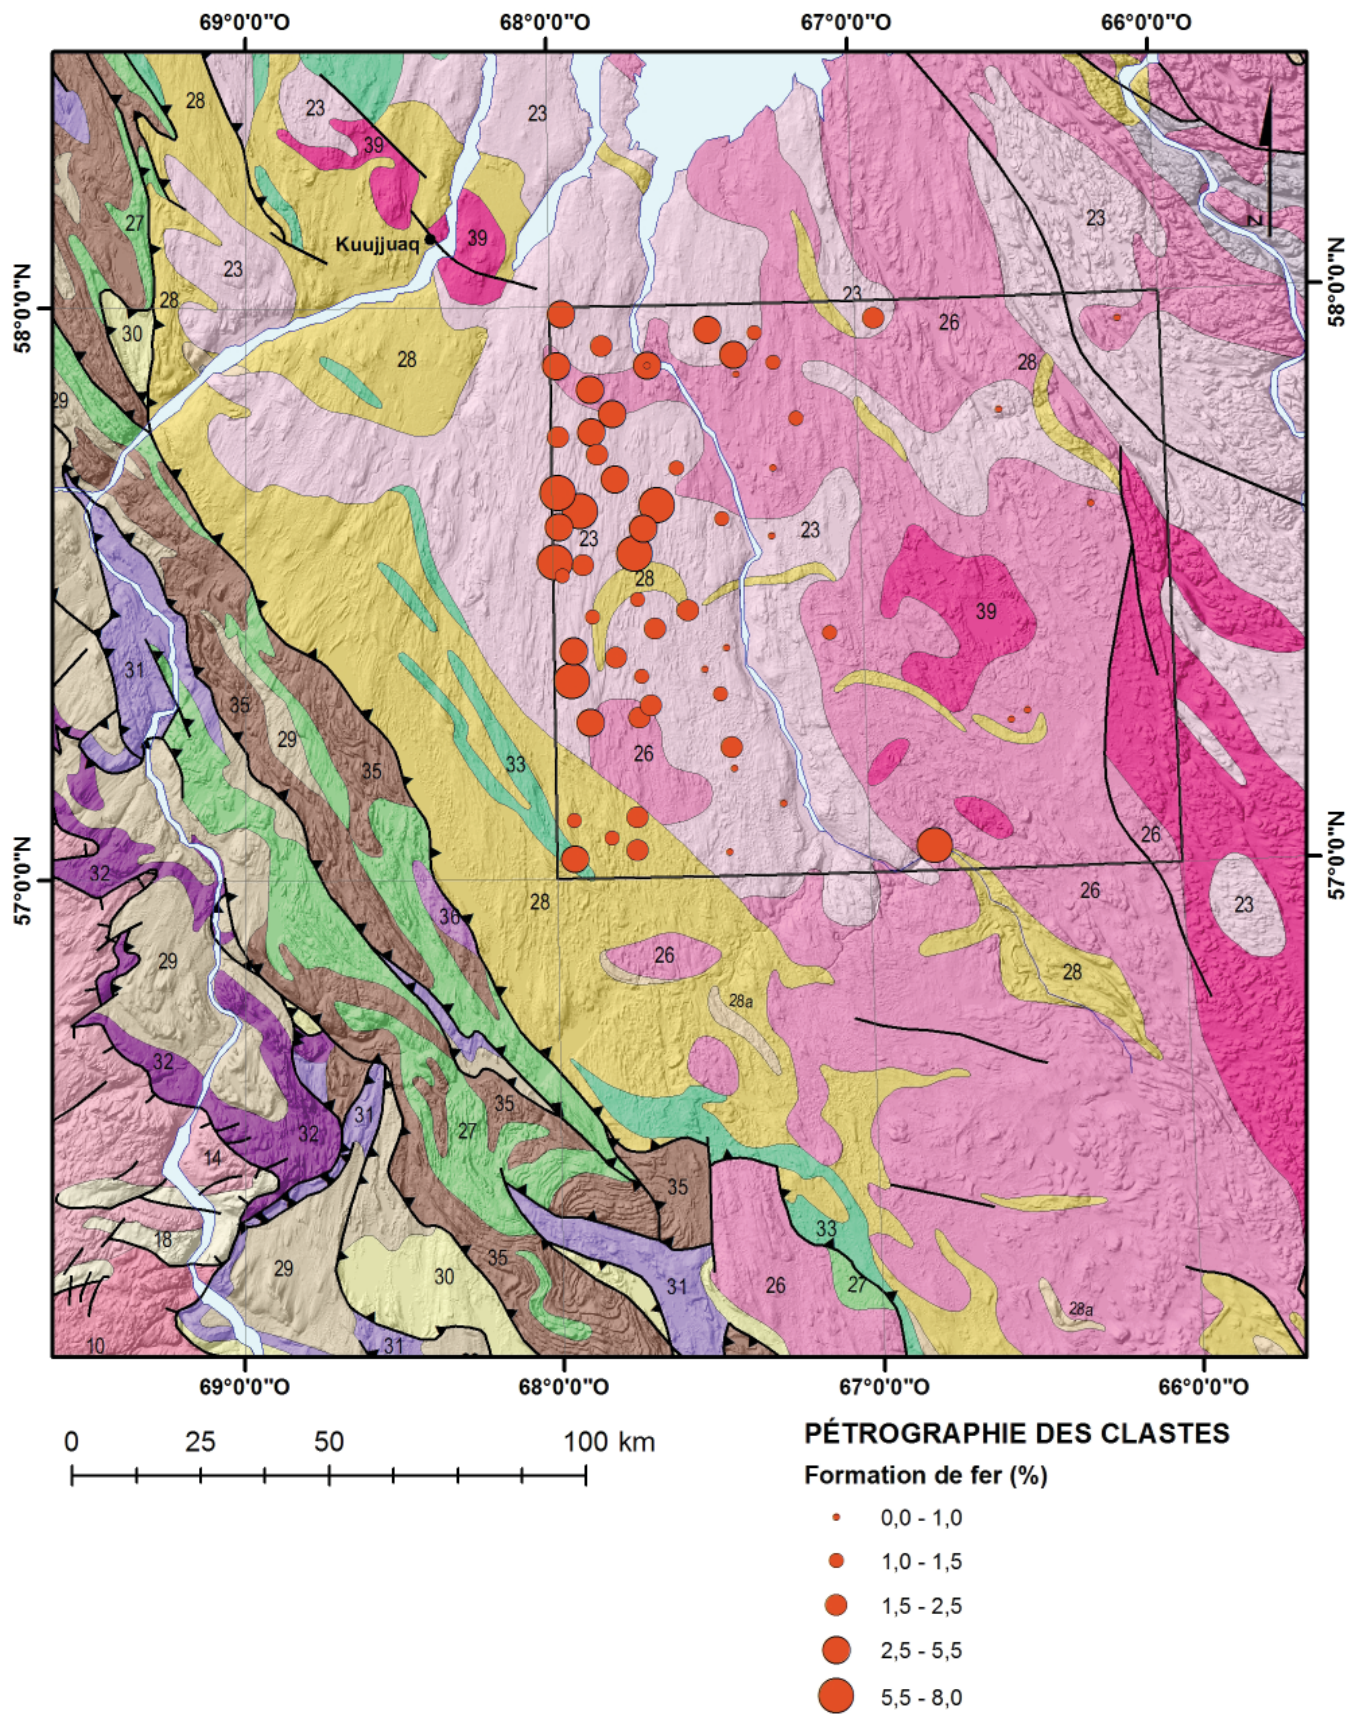 69°0'0"O 68°0'0"O 67°0'0"O 66°0'0"O
28
23
23
39
27
23
Kuujjuaq
39
23
N
58°0'0"N
58°0'0"N
28
23
26
30
28
28
29
23
23
28
39
31
35
29
35
33
26
26
57°0'0"N
57°0'0"N
32
36
28
26
23
29
26
28
28a
32
35
31
32
27
14
35
33
18
29
35
30
31
26
27
28a
10
31
69°0'0"O 68°0'0"O 67°0'0"O 66°0'0"O
0 25 50 100 km
PÉTROGRAPHIE DES CLASTES
Formation de fer (%)
0,0 - 1,0
1,0 - 1,5
1,5 - 2,5
2,5 - 5,5
5,5 - 8,0